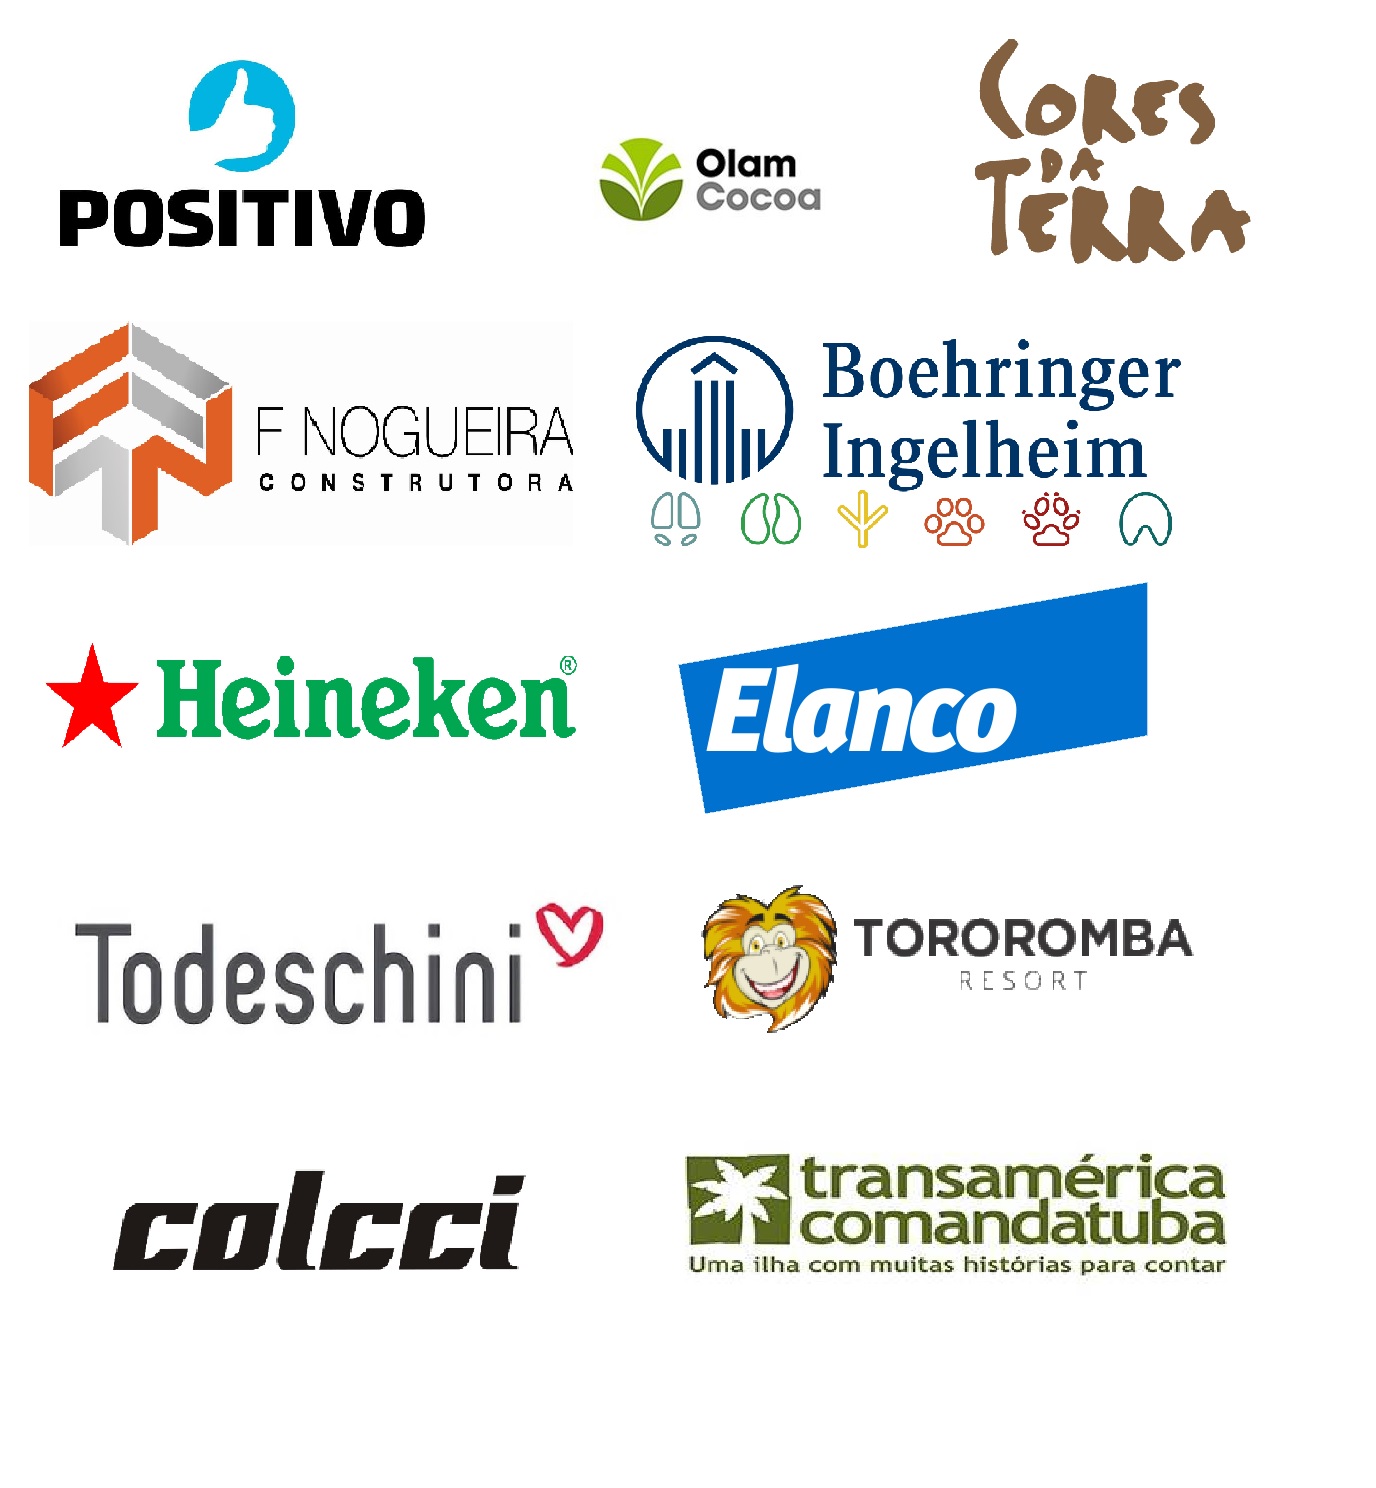 POSITIVO
Olam
Cocoa
CORES
DA
TERRA
F NOGUEIRA
CONSTRUTORA
Boehringer
Ingelheim
Heineken®
Elanco
Todeschini
TOROROMBA
RESORT
colcci
transamérica
comandatuba
Uma ilha com muitas histórias para contar